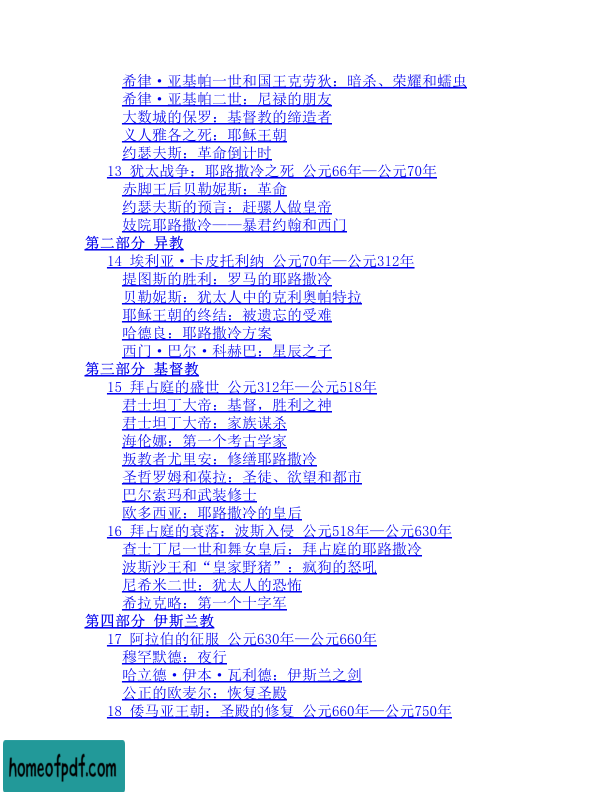 希律·亚基帕一世和国王克劳狄：暗杀、荣耀和蠕虫
希律·亚基帕二世：尼禄的朋友
大数城的保罗：基督教的缔造者
义人雅各之死：耶稣王朝
约瑟夫斯：革命倒计时
13 犹太战争：耶路撒冷之死 公元66年—公元70年
赤脚王后贝勒妮斯：革命
约瑟夫斯的预言：赶骡人做皇帝
妓院耶路撒冷——暴君约翰和西门
第二部分 异教
14 埃利亚·卡皮托利纳 公元70年—公元312年
提图斯的胜利：罗马的耶路撒冷
贝勒妮斯：犹太人中的克利奥帕特拉
耶稣王朝的终结：被遗忘的受难
哈德良：耶路撒冷方案
西门·巴尔·科赫巴：星辰之子
第三部分 基督教
15 拜占庭的盛世 公元312年—公元518年
君士坦丁大帝：基督，胜利之神
君士坦丁大帝：家族谋杀
海伦娜：第一个考古学家
叛教者尤里安：修缮耶路撒冷
圣哲罗姆和葆拉：圣徒、欲望和都市
巴尔索玛和武装修士
欧多西亚：耶路撒冷的皇后
16 拜占庭的衰落：波斯入侵 公元518年—公元630年
查士丁尼一世和舞女皇后：拜占庭的耶路撒冷
波斯沙王和“皇家野猪”：疯狗的怒吼
尼希米二世：犹太人的恐怖
希拉克略：第一个十字军
第四部分 伊斯兰教
17 阿拉伯的征服 公元630年—公元660年
穆罕默德：夜行
哈立德·伊本·瓦利德：伊斯兰之剑
公正的欧麦尔：恢复圣殿
18 倭马亚王朝：圣殿的修复 公元660年—公元750年
homeofpdf.com